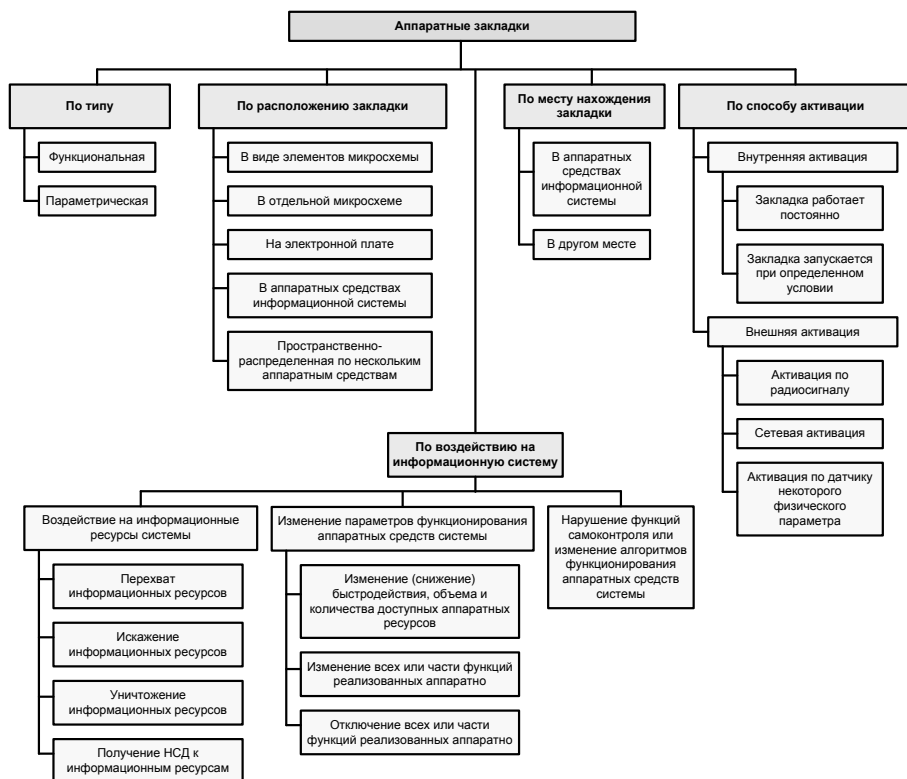 Аппаратные закладки
По типу
Функциональная
Параметрическая
По расположению закладки
В виде элементов микросхемы
В отдельной микросхеме
На электронной плате
В аппаратных средствах
информационной системы
Пространственно-
распределенная по нескольким
аппаратным средствам
По месту нахождения
закладки
В аппаратных
средствах
информационной
системы
В другом месте
По способу активации
Внутренняя активация
Закладка работает
постоянно
Закладка запускается
при определенном
условии
Внешняя активация
Активация по
радиосигналу
Сетевая активация
Активация по датчику
некоторого
физического
параметра
По воздействию на
информационную систему
Воздействие на информационные
ресурсы системы
Перехват
информационных ресурсов
Искажение
информационных ресурсов
Уничтожение
информационных ресурсов
Получение НСД к
информационным ресурсам
Изменение параметров функционирования
аппаратных средств системы
Изменение (снижение)
быстродействия, объема и
количества доступных аппаратных
ресурсов
Изменение всех или части функций
реализованных аппаратно
Отключение всех или части
функций реализованных аппаратно
Нарушение функций
самоконтроля или
изменение алгоритмов
функционирования
аппаратных средств
системы